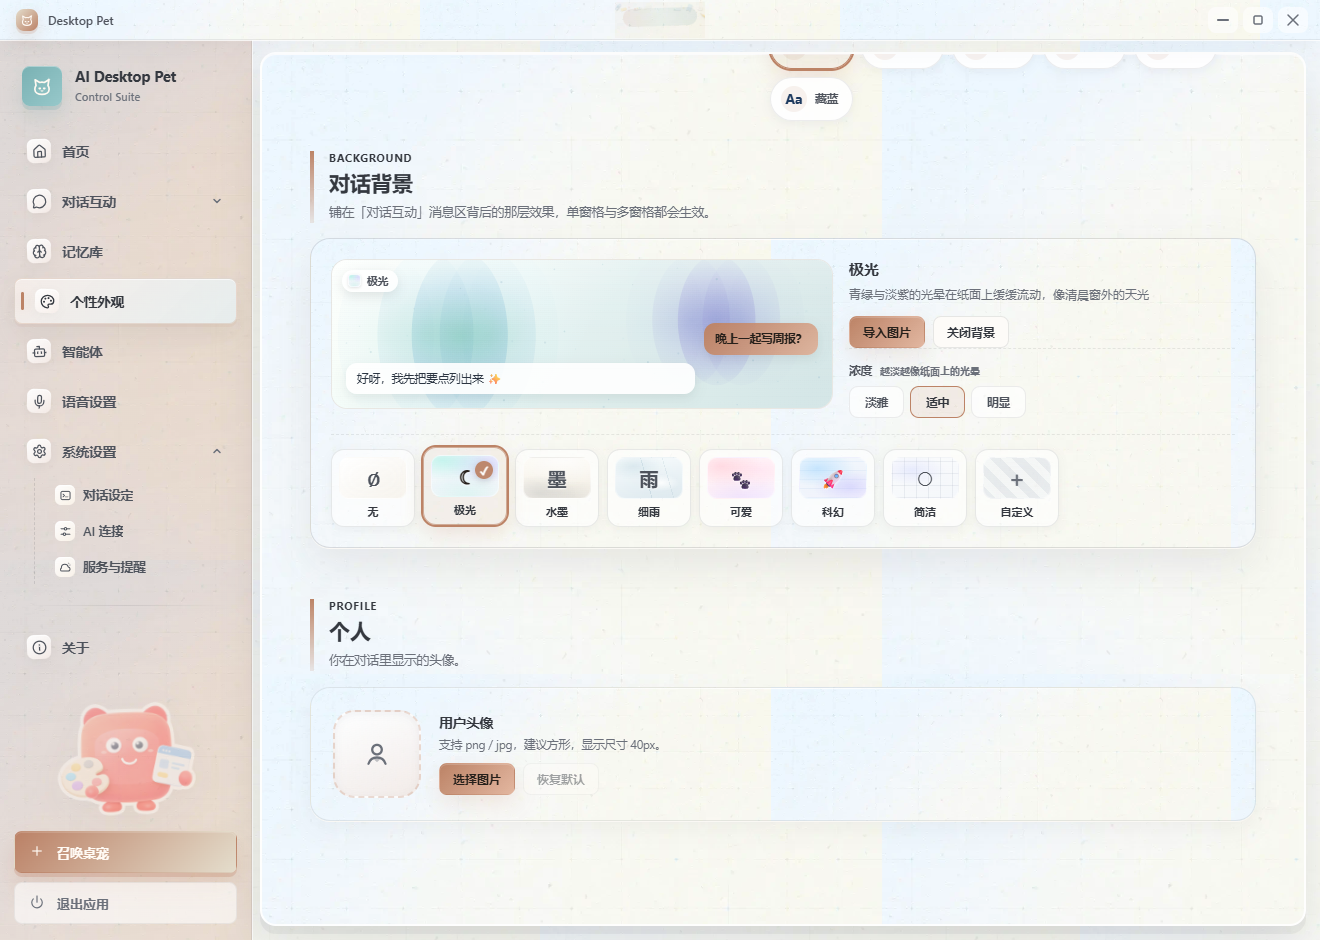 Desktop Pet
AI Desktop Pet
Control Suite
首页
对话互动
记忆库
个性外观
智能体
语音设置
系统设置
对话设定
AI 连接
服务与提醒
关于
召唤桌宠
退出应用
Aa 藏蓝
BACKGROUND
对话背景
铺在「对话互动」消息区背后的那层效果，单窗格与多窗格都会生效。
极光
晚上一起写周报？
好呀，我先把要点列出来 ✨
极光
青绿与淡紫的光晕在纸面上缓缓流动，像清晨窗外的天光
导入图片 关闭背景
浓度 越淡越像纸面上的光晕
淡雅 适中 明显
无
极光
墨
水墨
雨
细雨
可爱
科幻
简洁
自定义
PROFILE
个人
你在对话里显示的头像。
用户头像
支持 png / jpg，建议方形，显示尺寸 40px。
选择图片 恢复默认